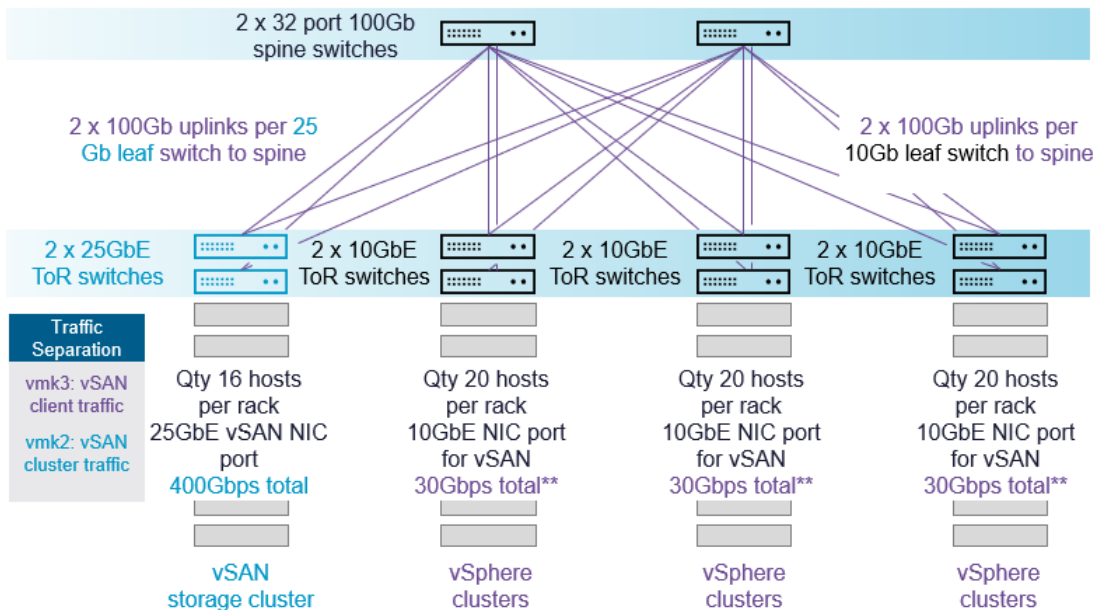 2 x 32 port 100Gb
spine switches
2 x 100Gb uplinks per 25
Gb leaf switch to spine
2 x 100Gb uplinks per
10Gb leaf switch to spine
2 x 25GbE
ToR switches
2 x 10GbE
ToR switches
2 x 10GbE
ToR switches
2 x 10GbE
ToR switches
Traffic
Separation
vmk3: vSAN
client traffic
vmk2: vSAN
cluster traffic
Qty 16 hosts
per rack
25GbE vSAN NIC
port
400Gbps total
Qty 20 hosts
per rack
10GbE NIC port
for vSAN
30Gbps total**
Qty 20 hosts
per rack
10GbE NIC port
for vSAN
30Gbps total**
Qty 20 hosts
per rack
10GbE NIC port
for vSAN
30Gbps total**
vSAN
storage cluster
vSphere
clusters
vSphere
clusters
vSphere
clusters